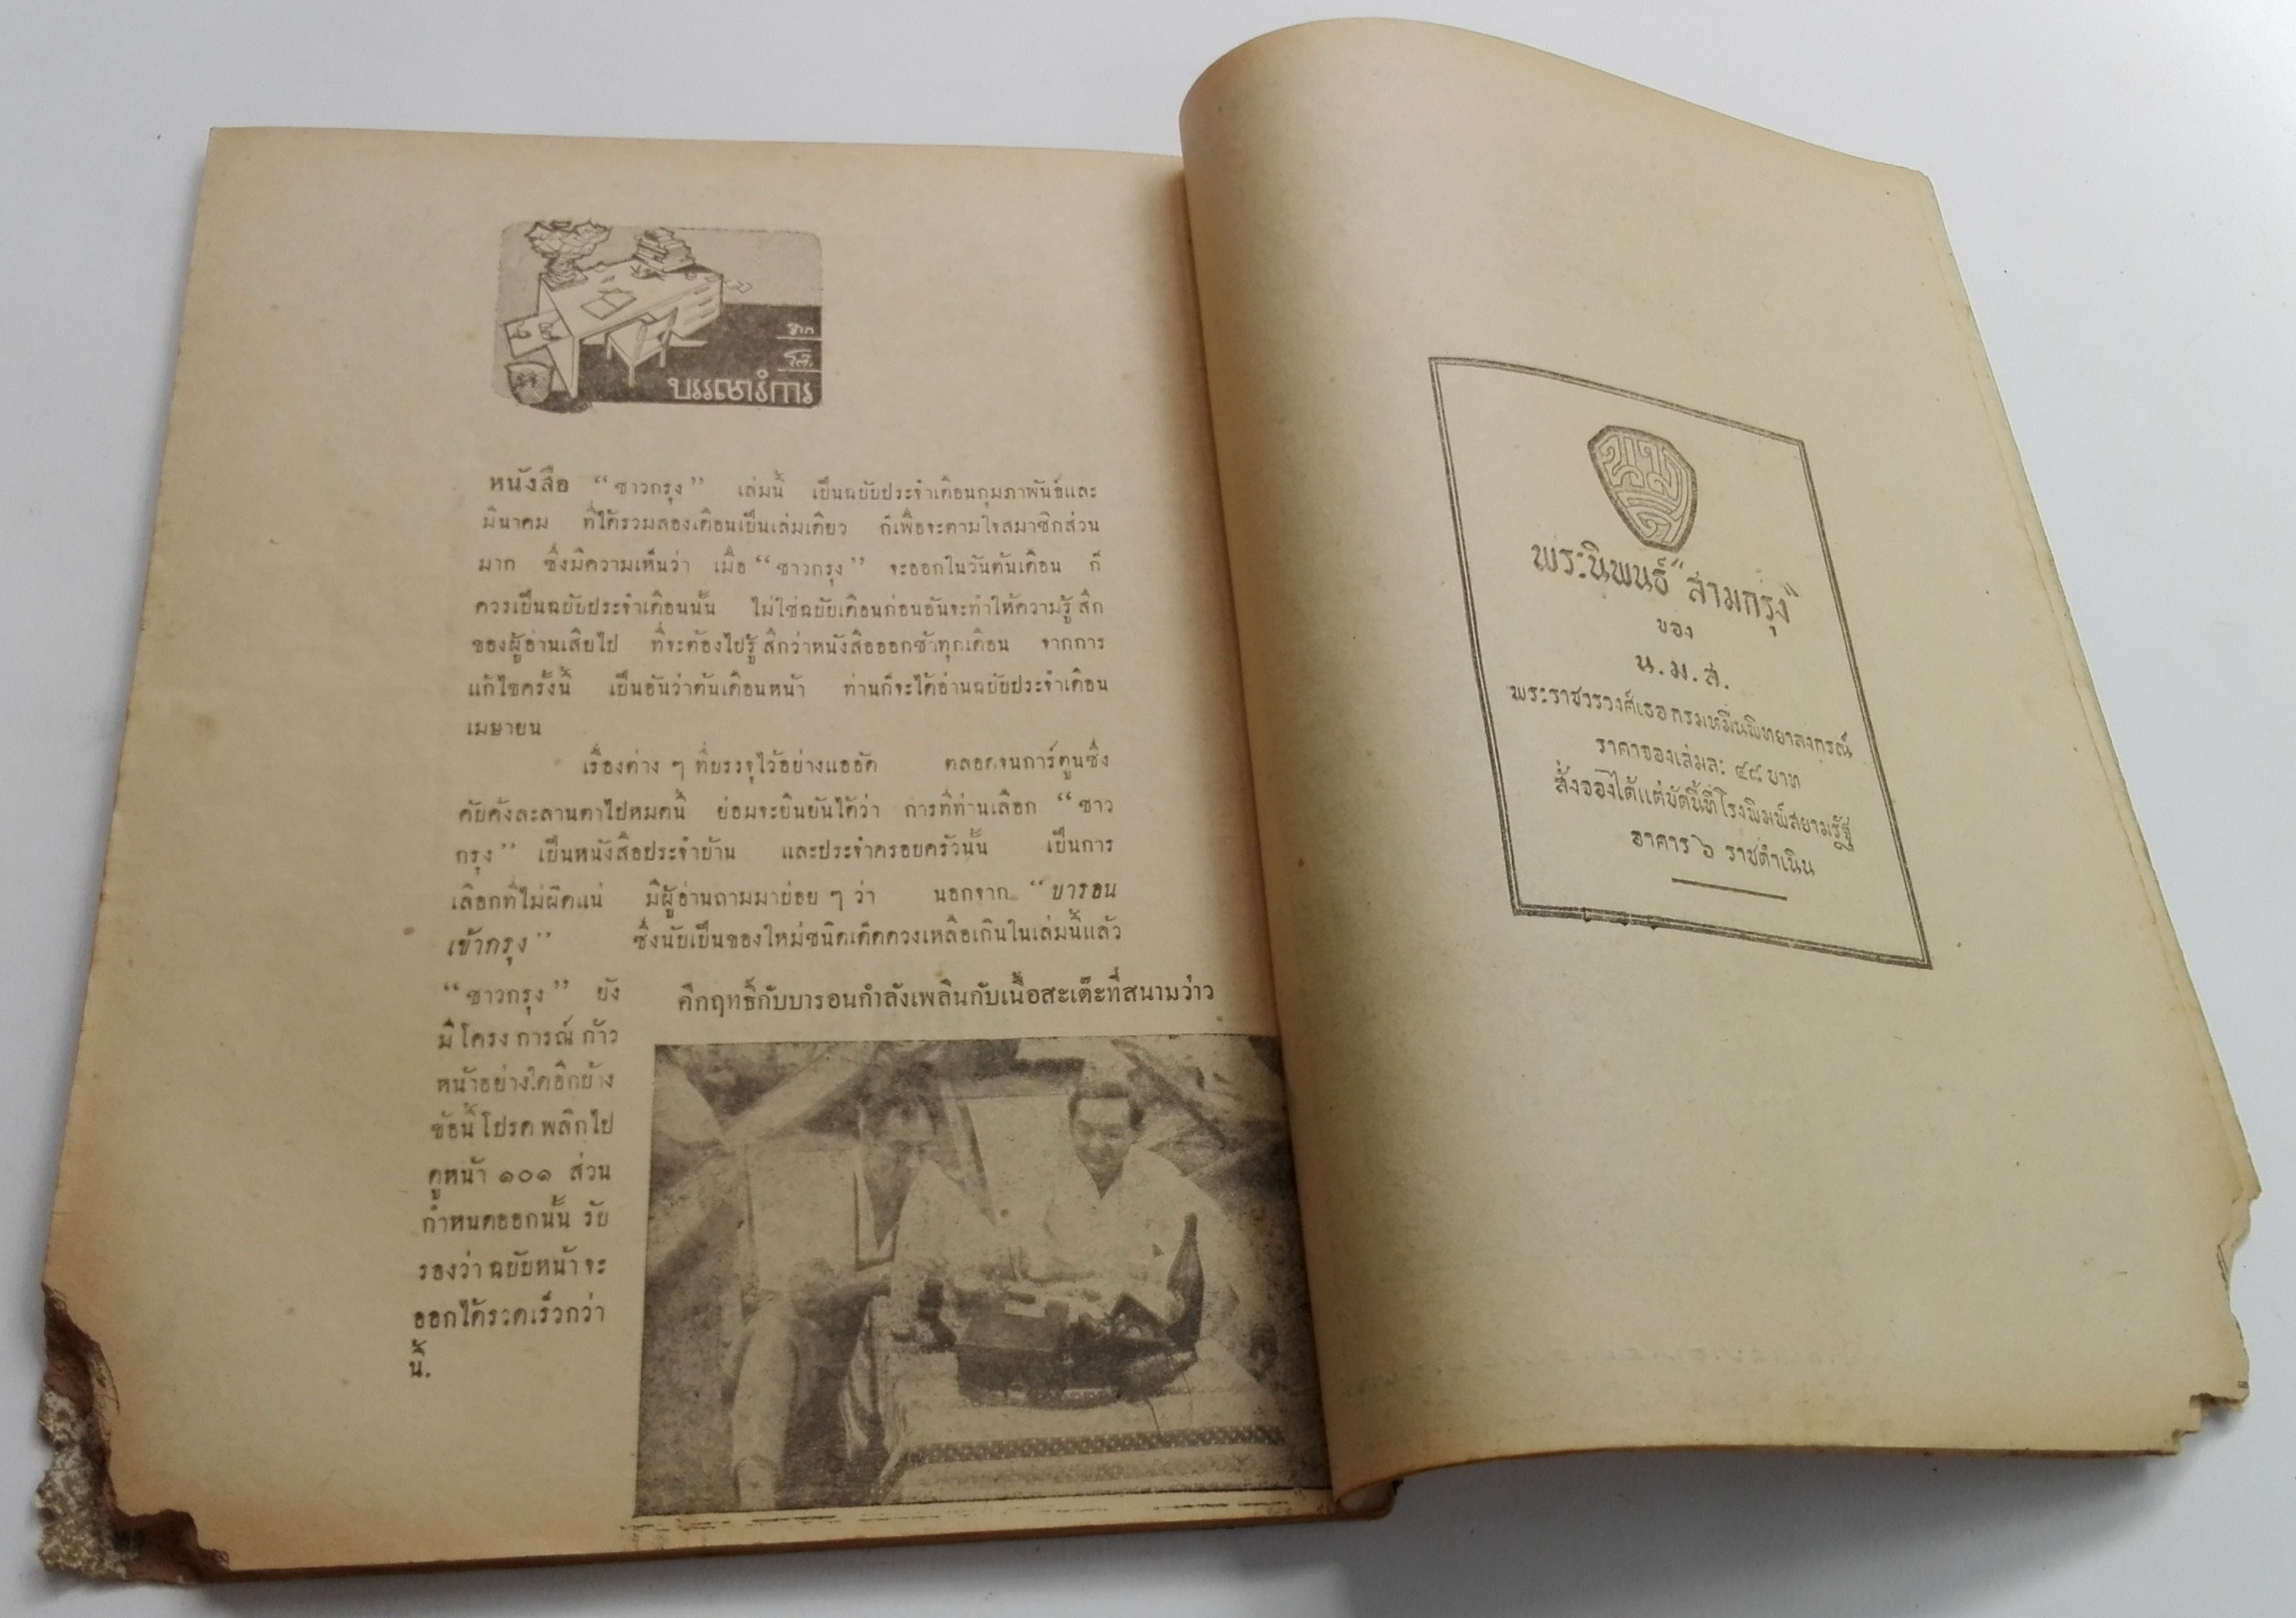 จาก
โต๊ะ
บรรณาธิการ
หนังสือ “ชาวกรุง” เล่มนี้ เป็นฉบับประจำเดือนกุมภาพันธ์และ
มีนาคม ที่ได้รวมสองเดือนเป็นเล่มเดียว ก็เพื่อจะตามใจสมาชิกส่วน
มาก ซึ่งมีความเห็นว่า เมื่อ “ชาวกรุง” จะออกในวันต้นเดือน ก็
ควรเป็นฉบับประจำเดือนนั้น ไม่ใช่ฉบับเดือนก่อนอันจะทำให้ความรู้สึก
ของผู้อ่านเสียไป ที่จะต้องไปรู้สึกว่าหนังสือออกช้าทุกเดือน จากการ
แก้ไขครั้งนี้ เป็นอันว่าต้นเดือนหน้า ท่านก็จะได้อ่านฉบับประจำเดือน
เมษายน
เรื่องต่าง ๆ ที่บรรจุไว้อย่างแออัด ตลอดจนการ์ตูนซึ่ง
คับคั่งละลานตาไปหมดนี้ ย่อมจะยืนยันได้ว่า การที่ท่านเลือก “ชาว
กรุง” เป็นหนังสือประจำบ้าน และประจำครอบครัวนั้น เป็นการ
เลือกที่ไม่ผิดแน่ มีผู้อ่านถามมาบ่อย ๆ ว่า นอกจาก “บารอน
เข้ากรุง” ซึ่งนับเป็นของใหม่ชนิดเด็ดดวงเหลือเกินในเล่มนี้แล้ว
“ชาวกรุง” ยัง
มีโครงการณ์ก้าว
หน้าอย่างใดอีกบ้าง
ข้อนี้โปรดพลิกไป
ดูหน้า ๑๐๑ ส่วน
กำหนดออกนั้น รับ
รองว่าฉบับหน้าจะ
ออกได้รวดเร็วกว่า
นี้.
คึกฤทธิ์กับบารอนกำลังเพลินกับเนื้อสะเต๊ะที่สนามว่าว
น ม ส
พระนิพนธ์ “สามกรุง”
ของ
น.ม.ส.
พระราชวรวงศ์เธอกรมหมื่นพิทยาลงกรณ์
ราคาจองเล่มละ ๔๘ บาท
สั่งจองได้แต่บัดนี้ที่โรงพิมพ์สยามรัฐ
อาคาร ๖ ราชดำเนิน